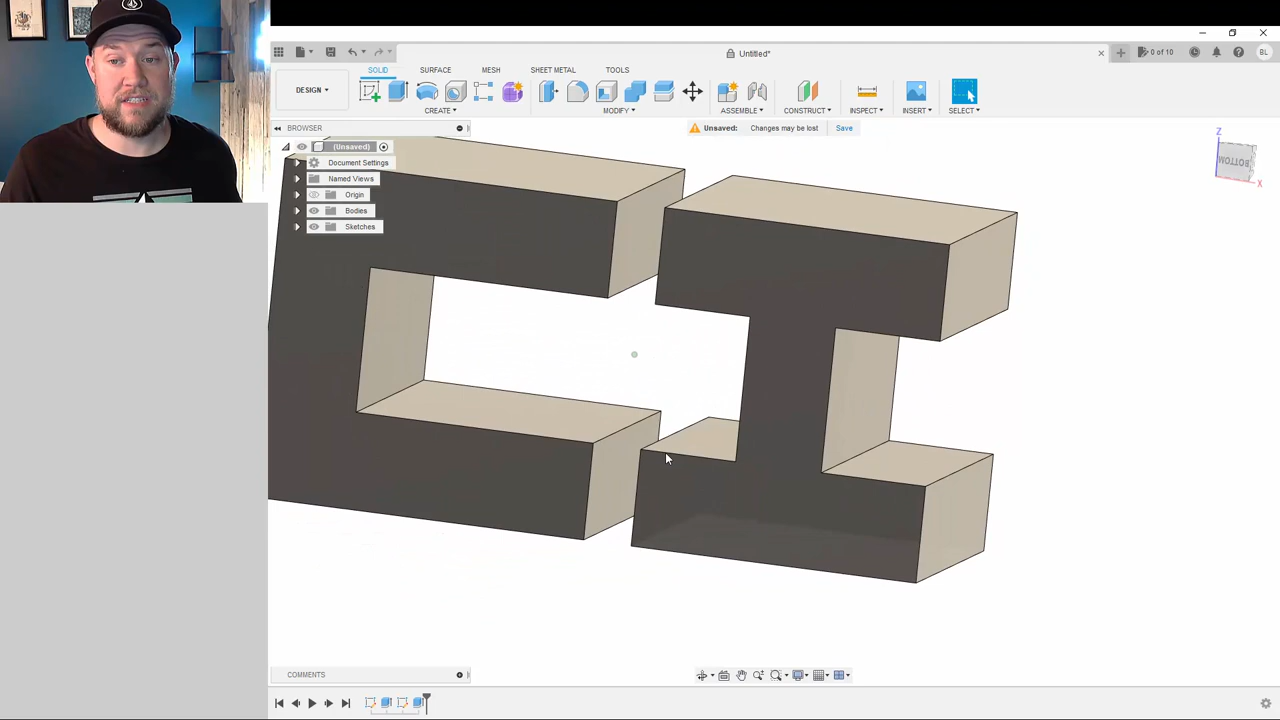 Untitled*
0 of 10
BL
DESIGN
SOLID
SURFACE
MESH
SHEET METAL
TOOLS
CREATE
MODIFY
ASSEMBLE
CONSTRUCT
INSPECT
INSERT
SELECT
BROWSER
Unsaved: Changes may be lost Save
(Unsaved)
Document Settings
Named Views
Origin
Bodies
Sketches
Z
BOTTOM
X
COMMENTS